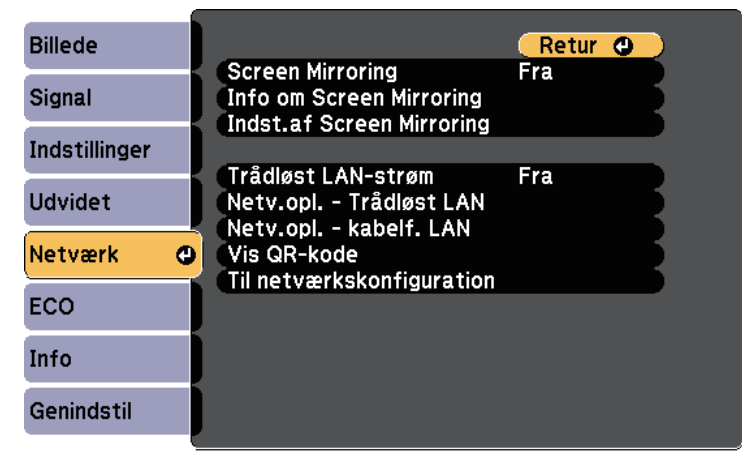 Billede
Signal
Indstillinger
Udvidet
Netværk
ECO
Info
Genindstil
Retur
Screen Mirroring Fra
Info om Screen Mirroring
Indst.af Screen Mirroring
Trådløst LAN-strøm Fra
Netv.opl. - Trådløst LAN
Netv.opl. - kabelf. LAN
Vis QR-kode
Til netværkskonfiguration